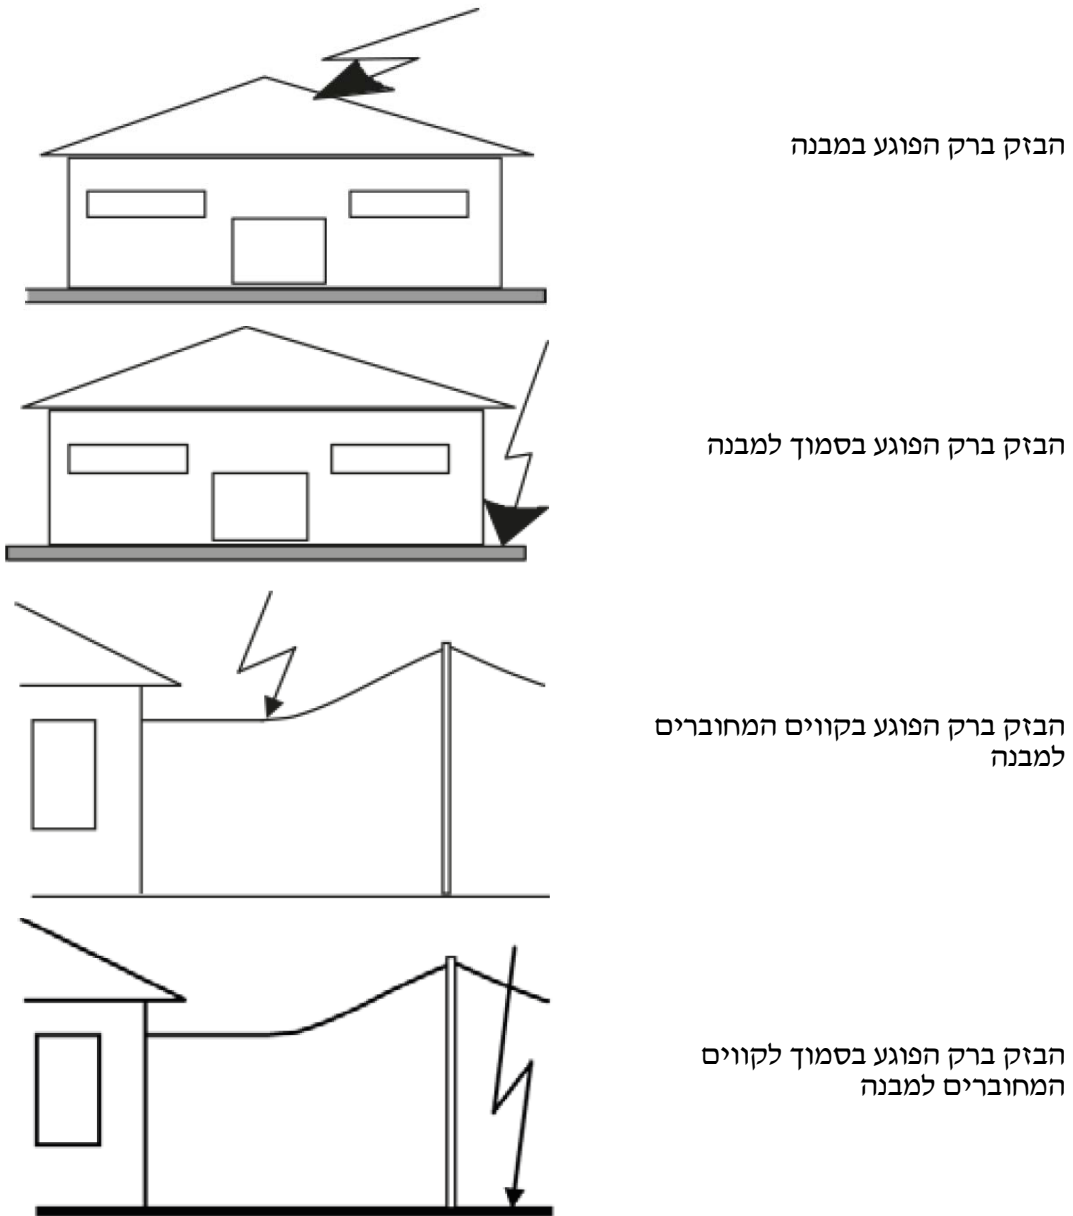 הבזק ברק הפוגע במבנה
הבזק ברק הפוגע בסמוך למבנה
הבזק ברק הפוגע בקווים המחוברים
למבנה
הבזק ברק הפוגע בסמוך לקווים
המחוברים למבנה